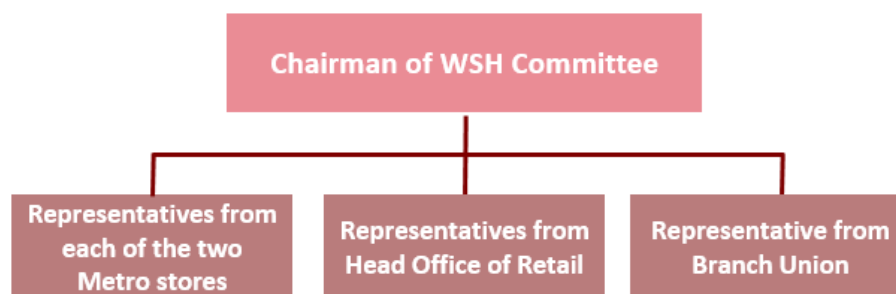 Chairman of WSH Committee
Representatives from
each of the two
Metro stores
Representatives from
Head Office of Retail
Representative from
Branch Union